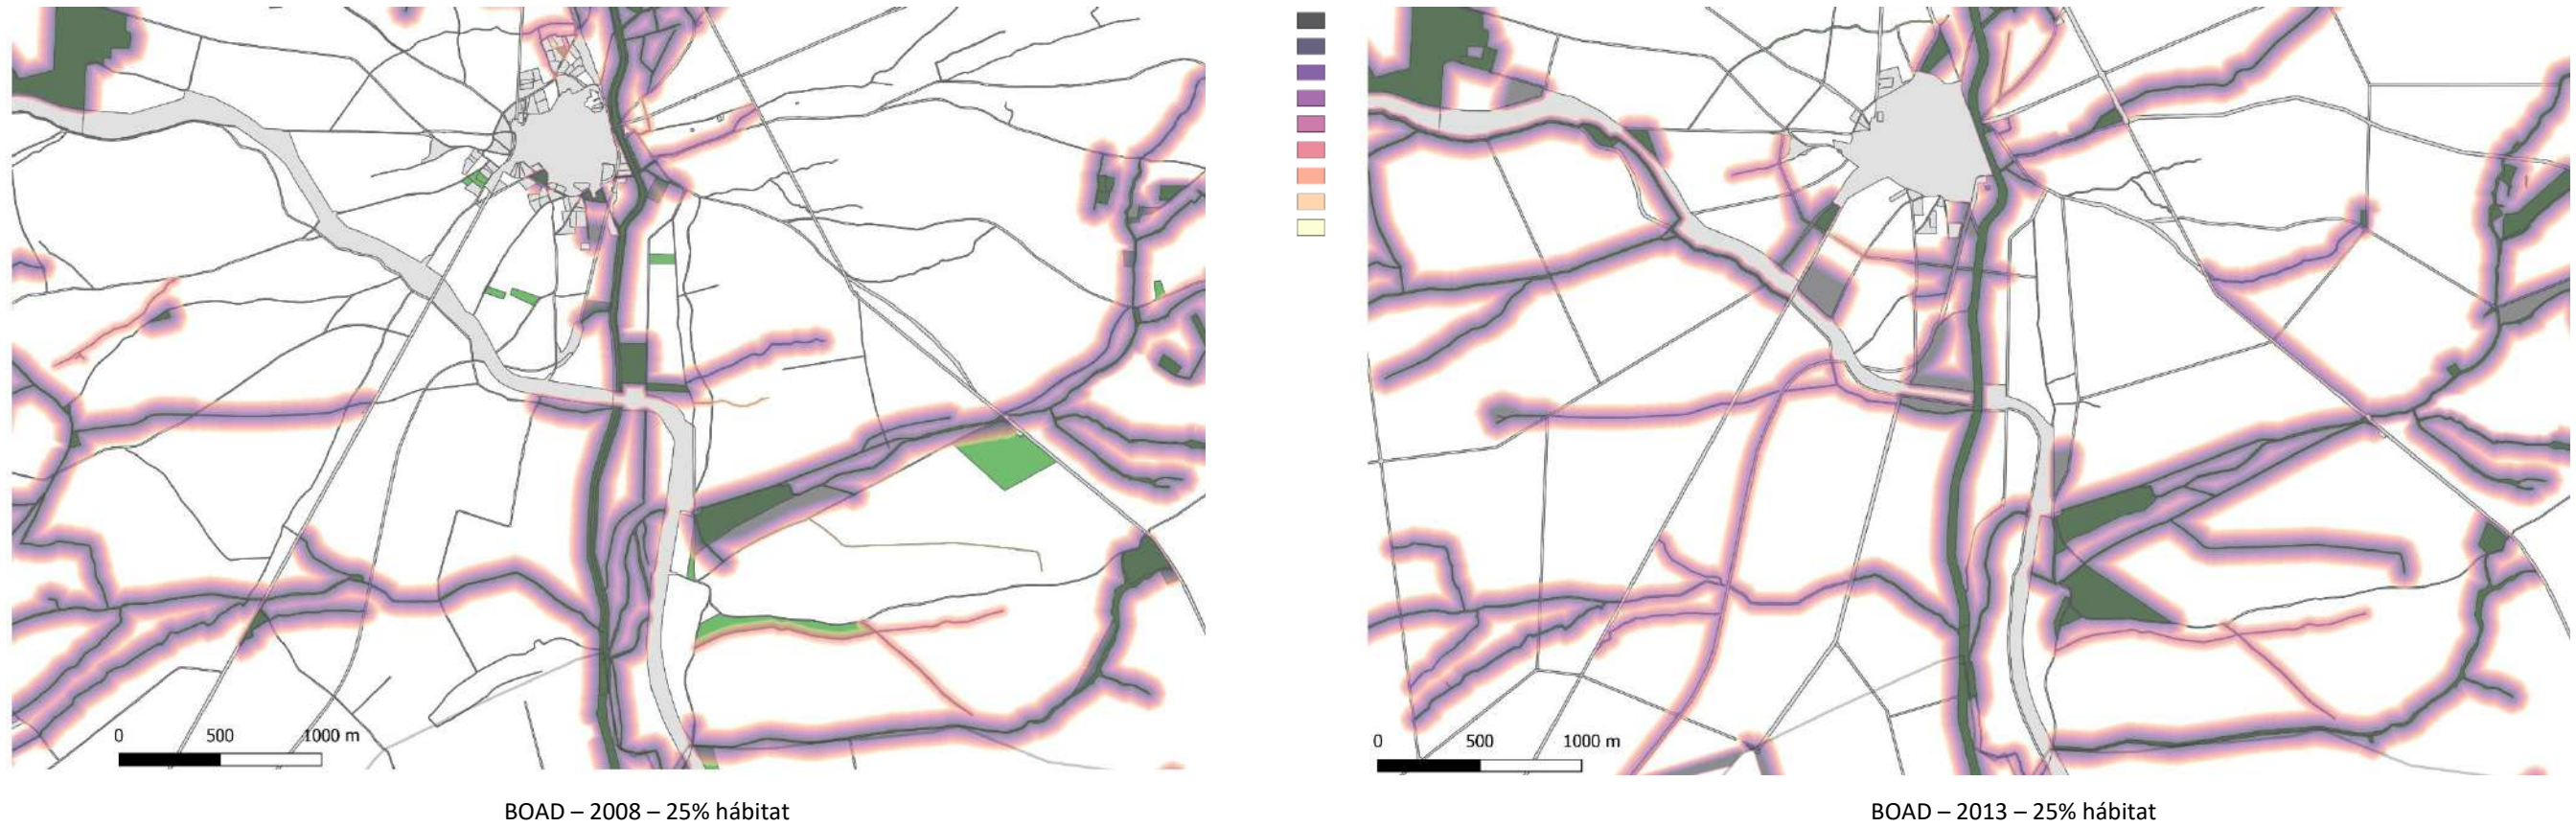 0 500 1000 m
0 500 1000 m
BOAD – 2008 – 25% hábitat
BOAD – 2013 – 25% hábitat